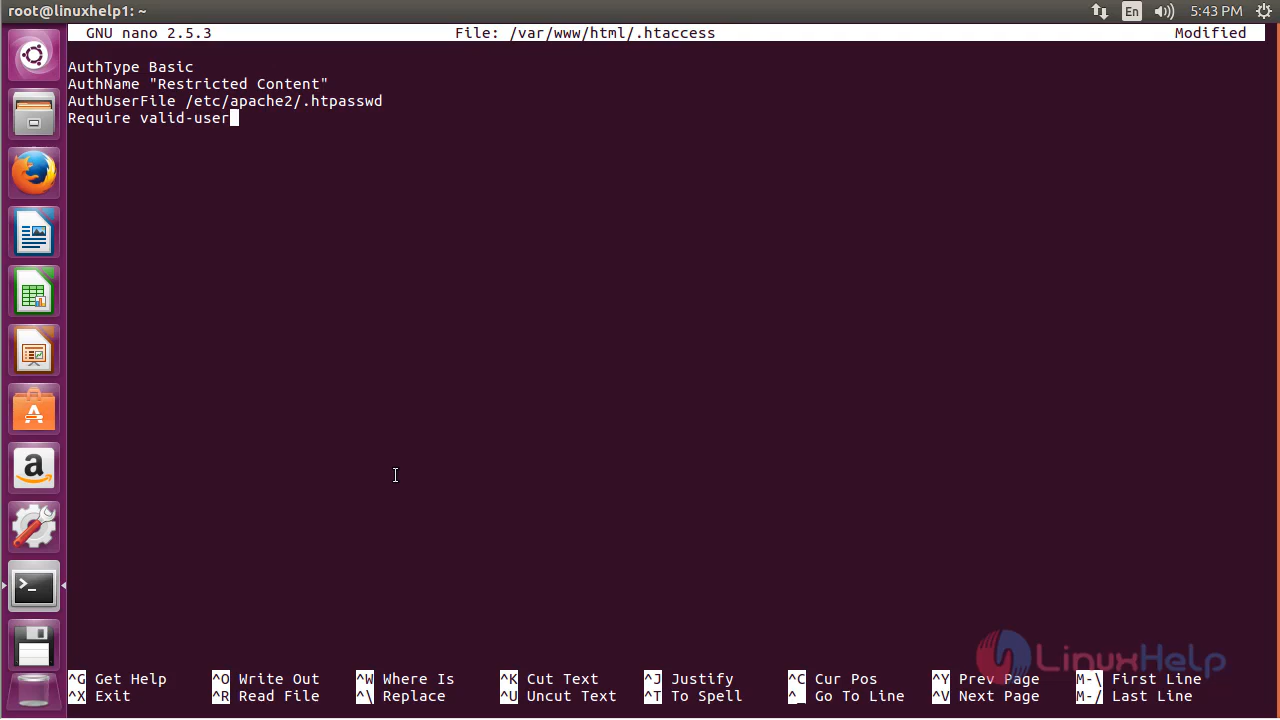 root@linuxhelp1: ~ En 5:43 PM
GNU nano 2.5.3 File: /var/www/html/.htaccess Modified
AuthType Basic
AuthName "Restricted Content"
AuthUserFile /etc/apache2/.htpasswd
Require valid-user
^G Get Help ^O Write Out ^W Where Is ^K Cut Text ^J Justify ^C Cur Pos ^Y Prev Page M-\ First Line
^X Exit ^R Read File ^\ Replace ^U Uncut Text ^T To Spell ^_ Go To Line ^V Next Page M-/ Last Line
LinuxHelp